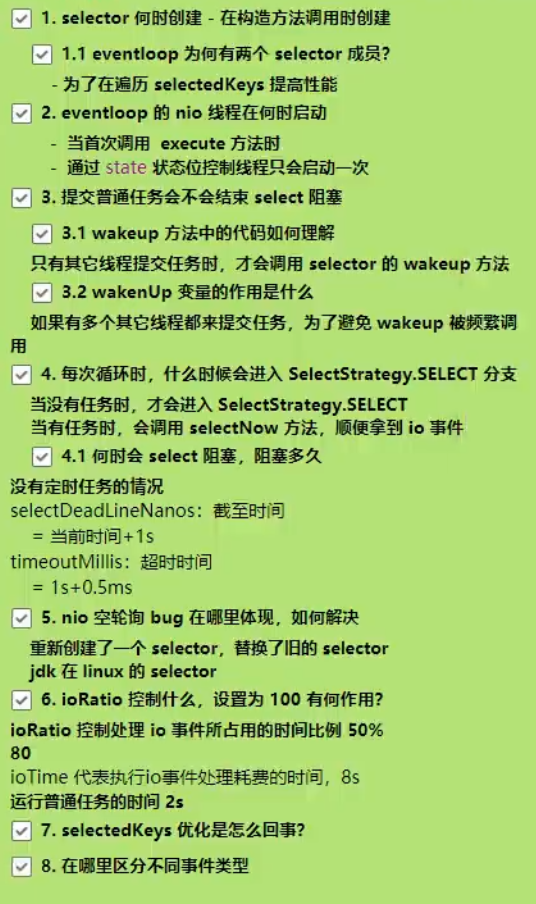 1. selector 何时创建 - 在构造方法调用时创建
1.1 eventloop 为何有两个 selector 成员?
- 为了在遍历 selectedKeys 提高性能
2. eventloop 的 nio 线程在何时启动
- 当首次调用 execute 方法时
- 通过 state 状态位控制线程只会启动一次
3. 提交普通任务会不会结束 select 阻塞
3.1 wakeup 方法中的代码如何理解
只有其它线程提交任务时，才会调用 selector 的 wakeup 方法
3.2 wakenUp 变量的作用是什么
如果有多个其它线程都来提交任务，为了避免 wakeup 被频繁调
用
4. 每次循环时，什么时候会进入 SelectStrategy.SELECT 分支
当没有任务时，才会进入 SelectStrategy.SELECT
当有任务时，会调用 selectNow 方法，顺便拿到 io 事件
4.1 何时会 select 阻塞，阻塞多久
没有定时任务的情况
selectDeadLineNanos：截至时间
= 当前时间+1s
timeoutMillis：超时时间
= 1s+0.5ms
5. nio 空轮询 bug 在哪里体现，如何解决
重新创建了一个 selector，替换了旧的 selector
jdk 在 linux 的 selector
6. ioRatio 控制什么，设置为 100 有何作用?
ioRatio 控制处理 io 事件所占用的时间比例 50%
80
ioTime 代表执行io事件处理耗费的时间，8s
运行普通任务的时间 2s
7. selectedKeys 优化是怎么回事?
8. 在哪里区分不同事件类型